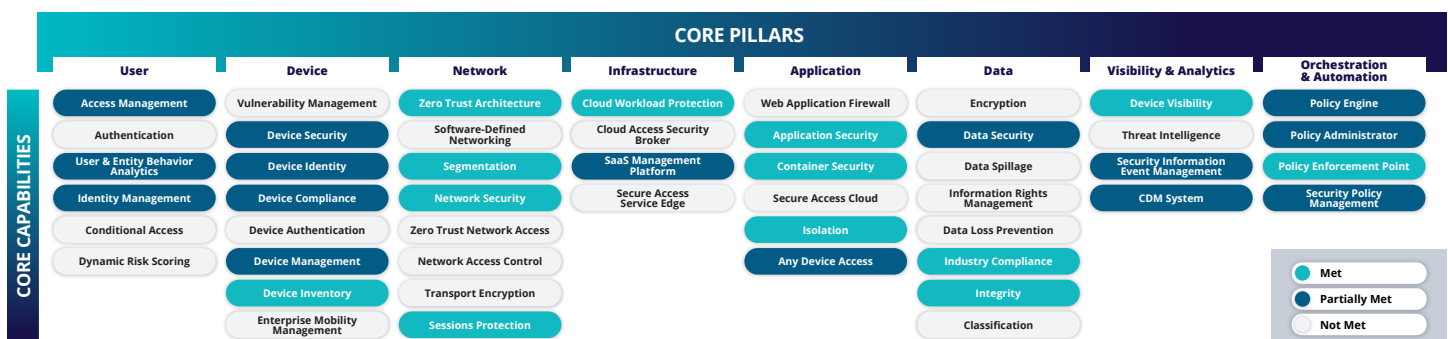 CORE PILLARS
CORE CAPABILITIES
User
Access Management
Authentication
User & Entity Behavior
Analytics
Identity Management
Conditional Access
Dynamic Risk Scoring
Device
Vulnerability Management
Device Security
Device Identity
Device Compliance
Device Authentication
Device Management
Device Inventory
Enterprise Mobility
Management
Network
Zero Trust Architecture
Software-Defined
Networking
Segmentation
Network Security
Zero Trust Network Access
Network Access Control
Transport Encryption
Sessions Protection
Infrastructure
Cloud Workload Protection
Cloud Access Security
Broker
SaaS Management
Platform
Secure Access
Service Edge
Application
Web Application Firewall
Application Security
Container Security
Secure Access Cloud
Isolation
Any Device Access
Data
Encryption
Data Security
Data Spillage
Information Rights
Management
Data Loss Prevention
Industry Compliance
Integrity
Classification
Visibility & Analytics
Device Visibility
Threat Intelligence
Security Information
Event Management
CDM System
Orchestration
& Automation
Policy Engine
Policy Administrator
Policy Enforcement Point
Security Policy
Management
Met
Partially Met
Not Met